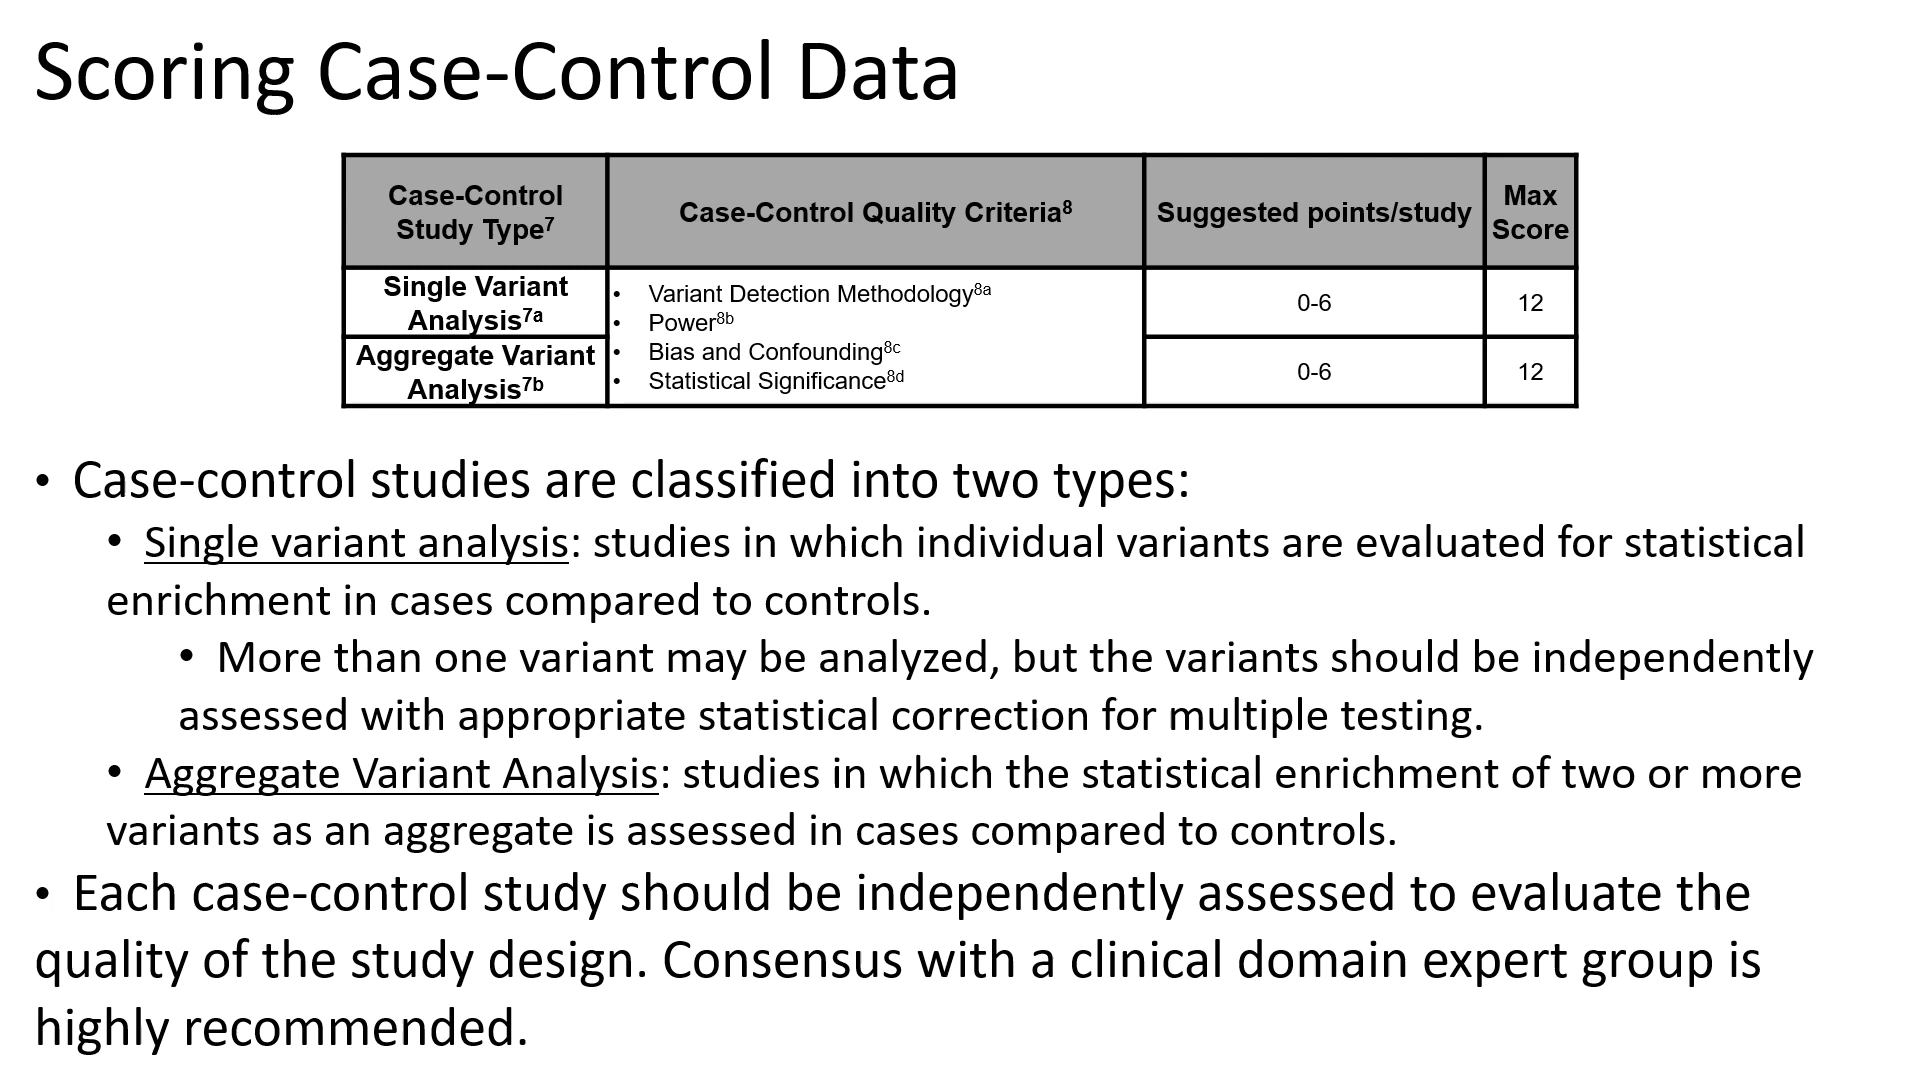 Scoring Case-Control Data
Case-Control
Study Type7
Case-Control Quality Criteria8
Suggested points/study
Max
Score
Single Variant
Analysis7a
• Variant Detection Methodology8a
• Power8b
• Bias and Confounding8c
• Statistical Significance8d
0-6
12
Aggregate Variant
Analysis7b
0-6
12
• Case-control studies are classified into two types:
• Single variant analysis: studies in which individual variants are evaluated for statistical
enrichment in cases compared to controls.
• More than one variant may be analyzed, but the variants should be independently
assessed with appropriate statistical correction for multiple testing.
• Aggregate Variant Analysis: studies in which the statistical enrichment of two or more
variants as an aggregate is assessed in cases compared to controls.
• Each case-control study should be independently assessed to evaluate the
quality of the study design. Consensus with a clinical domain expert group is
highly recommended.